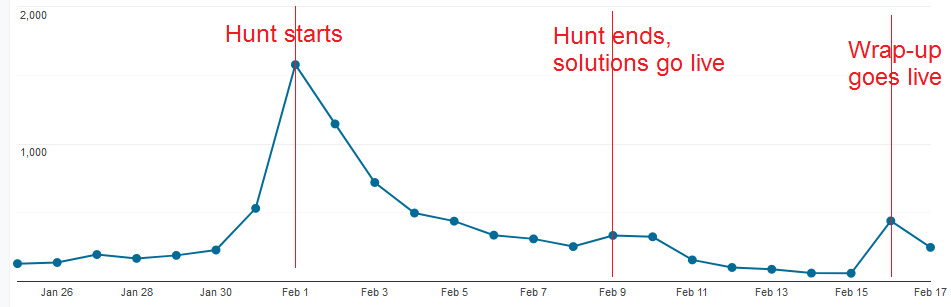 2,000
Hunt starts
Hunt ends,
solutions go live
Wrap-up
goes live
1,000
Jan 26
Jan 28
Jan 30
Feb 1
Feb 3
Feb 5
Feb 7
Feb 9
Feb 11
Feb 13
Feb 15
Feb 17